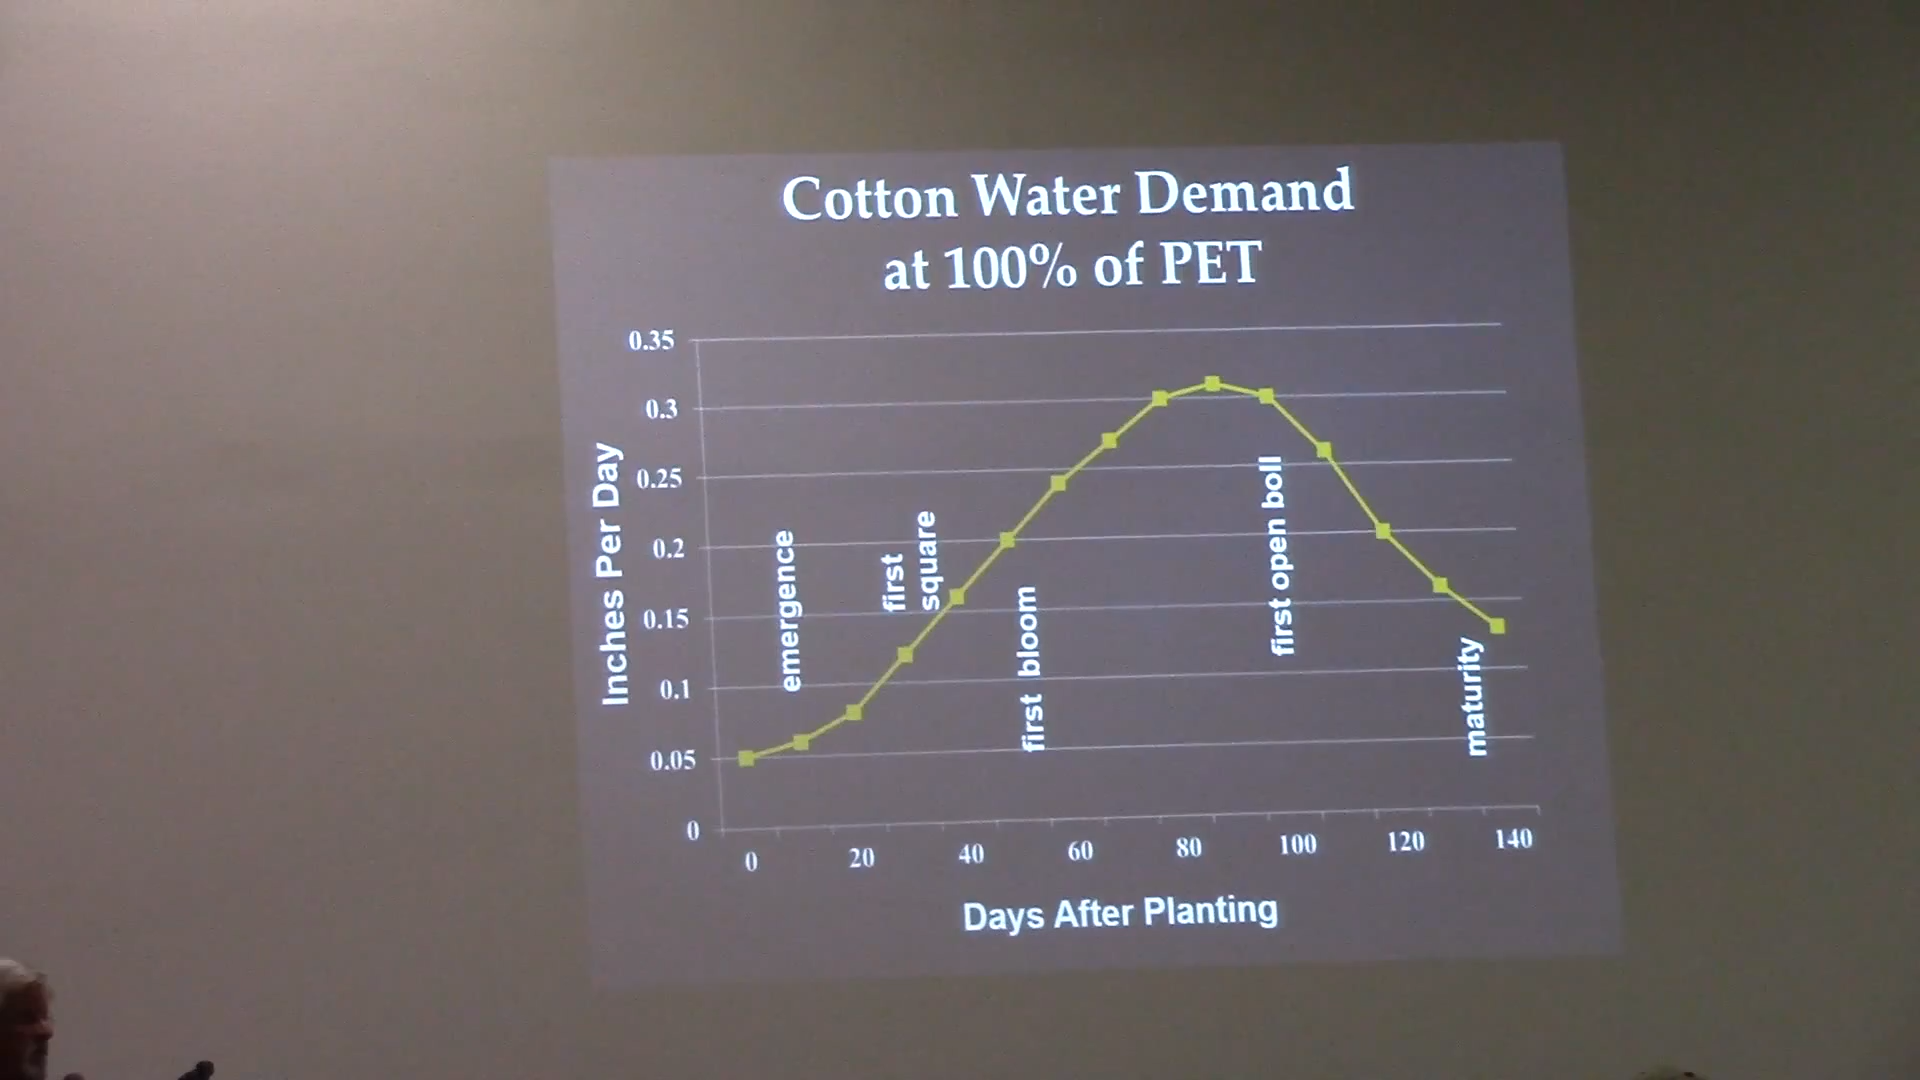 Cotton Water Demand
at 100% of PET
0.35
0.3
0.25
0.2
0.15
0.1
0.05
0
Inches Per Day
emergence
first
square
first bloom
first open boll
maturity
0 20 40 60 80 100 120 140
Days After Planting